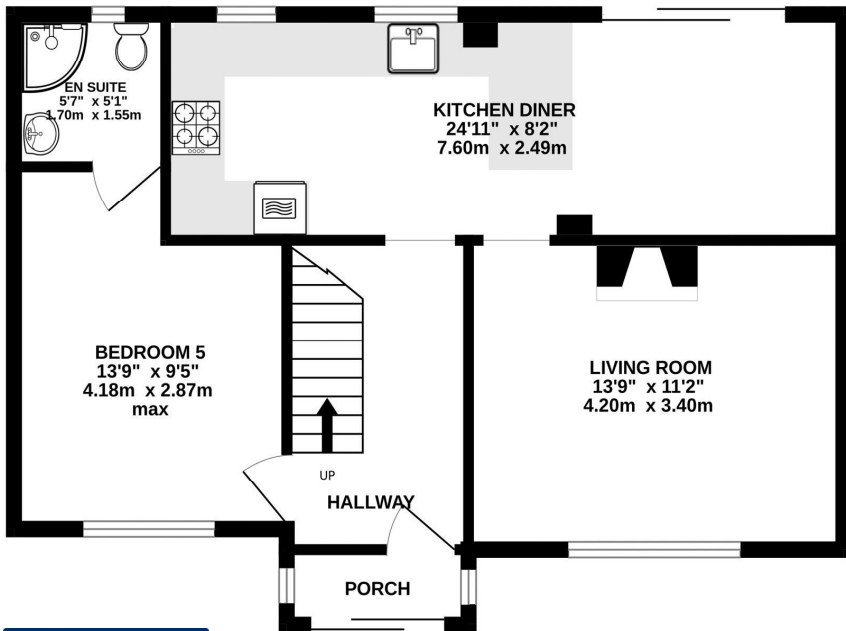 EN SUITE
5'7" x 5'1"
1.70m x 1.55m
KITCHEN DINER
24'11" x 8'2"
7.60m x 2.49m
BEDROOM 5
13'9" x 9'5"
4.18m x 2.87m
max
LIVING ROOM
13'9" x 11'2"
4.20m x 3.40m
UP
HALLWAY
PORCH